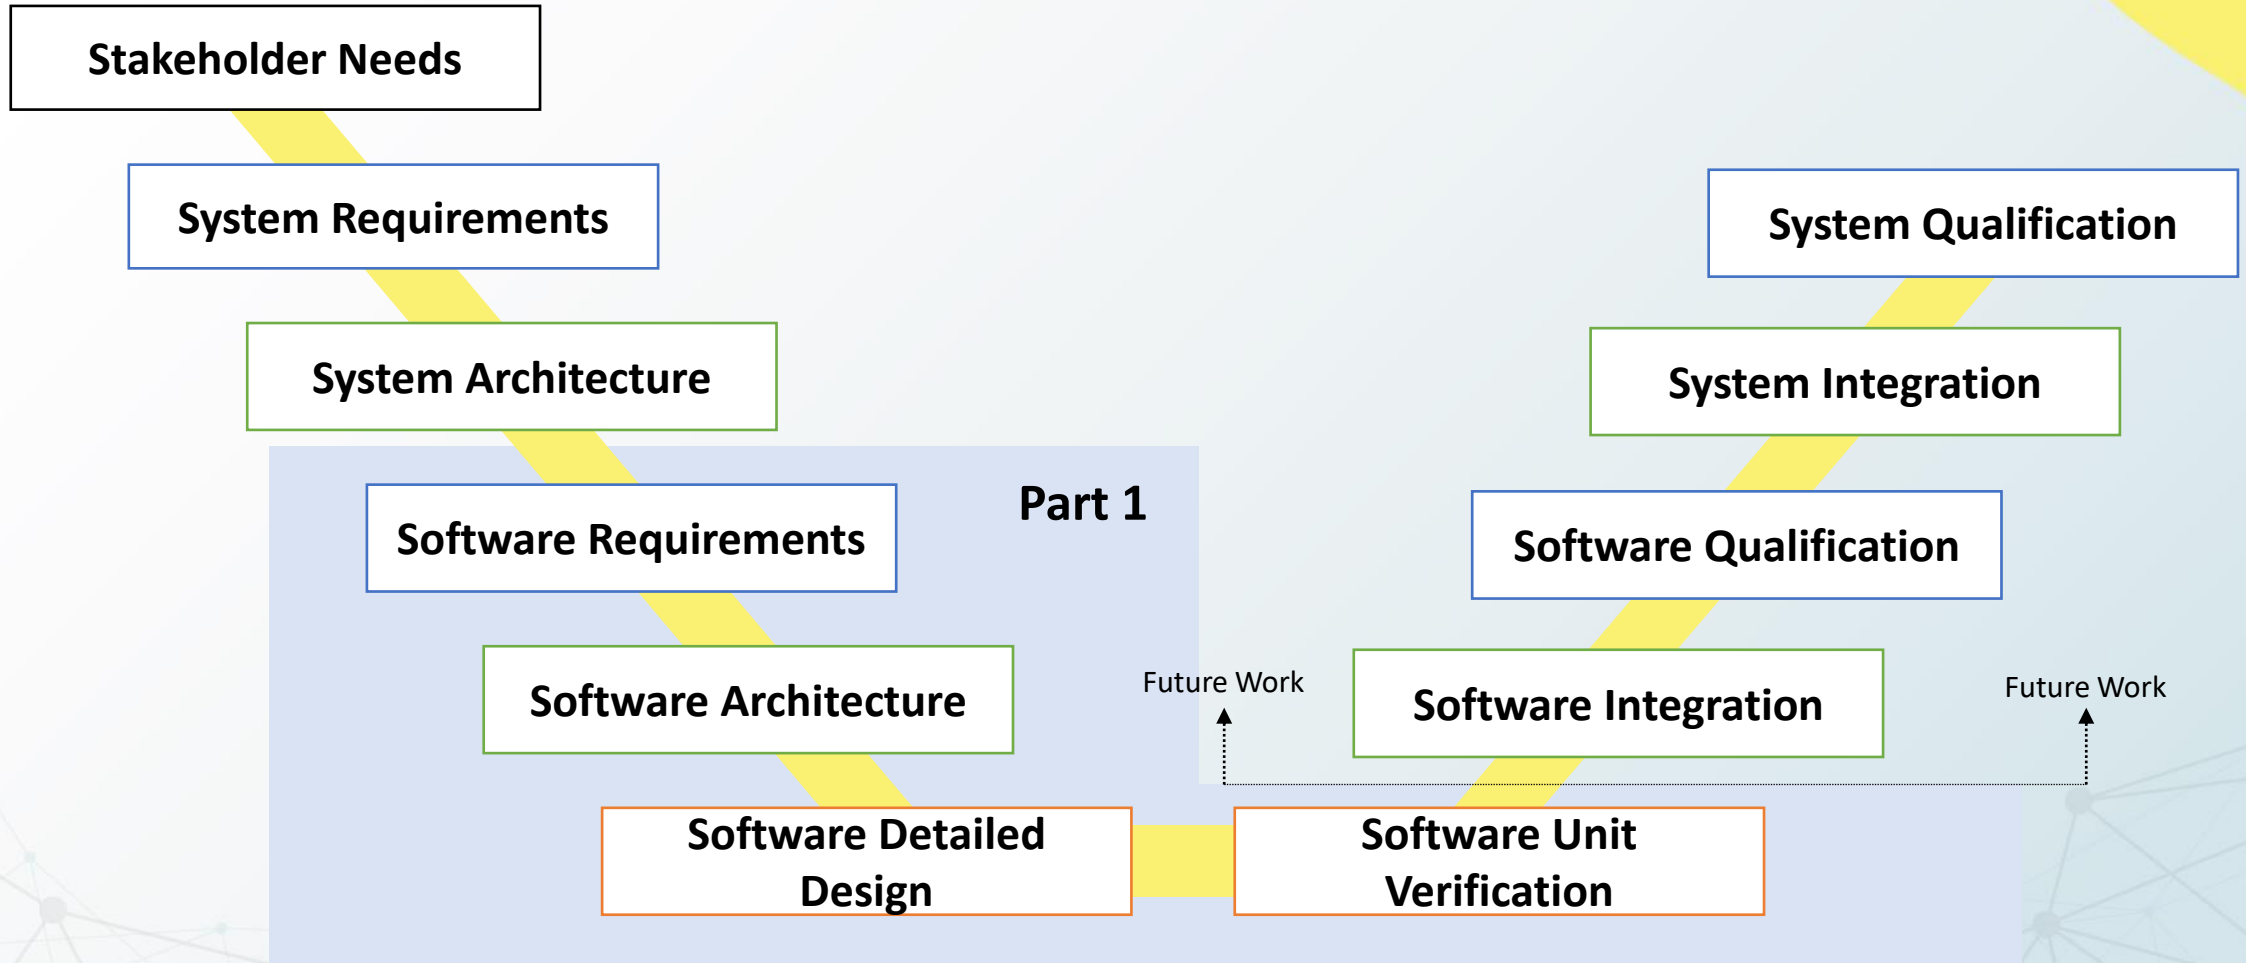 Stakeholder Needs
System Requirements
System Qualification
System Architecture
System Integration
Part 1
Software Requirements
Software Qualification
Software Architecture
Future Work
Software Integration
Future Work
Software Detailed
Design
Software Unit
Verification